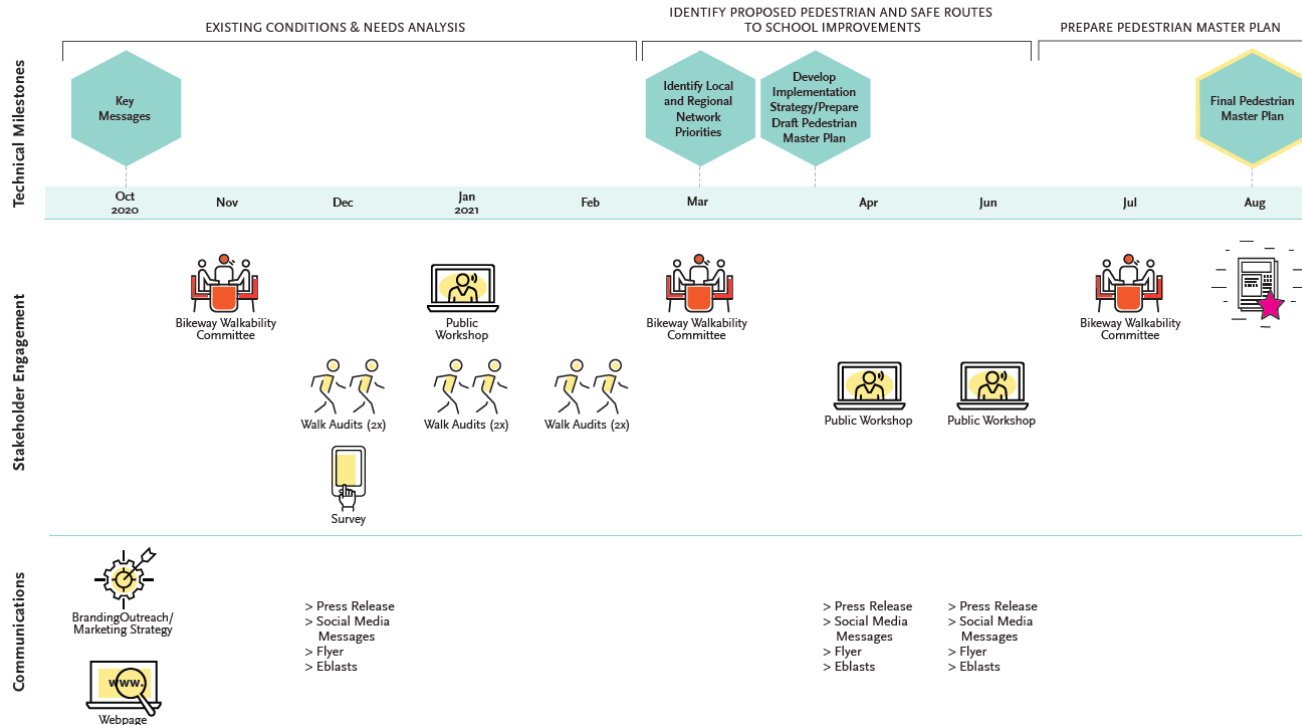 EXISTING CONDITIONS & NEEDS ANALYSIS
IDENTIFY PROPOSED PEDESTRIAN AND SAFE ROUTES
TO SCHOOL IMPROVEMENTS
PREPARE PEDESTRIAN MASTER PLAN
Technical Milestones
Key
Messages
Identify Local
and Regional
Network
Priorities
Develop
Implementation
Strategy/Prepare
Draft Pedestrian
Master Plan
Final Pedestrian
Master Plan
Oct
2020
Nov
Dec
Jan
2021
Feb
Mar
Apr
Jun
Jul
Aug
Stakeholder Engagement
Bikeway Walkability
Committee
Public
Workshop
Bikeway Walkability
Committee
Bikeway Walkability
Committee
Walk Audits (2x)
Walk Audits (2x)
Walk Audits (2x)
Public Workshop
Public Workshop
Survey
Communications
BrandingOutreach/
Marketing Strategy
www.
Webpage
> Press Release
> Social Media
Messages
> Flyer
> Eblasts
> Press Release
> Social Media
Messages
> Flyer
> Eblasts
> Press Release
> Social Media
Messages
> Flyer
> Eblasts